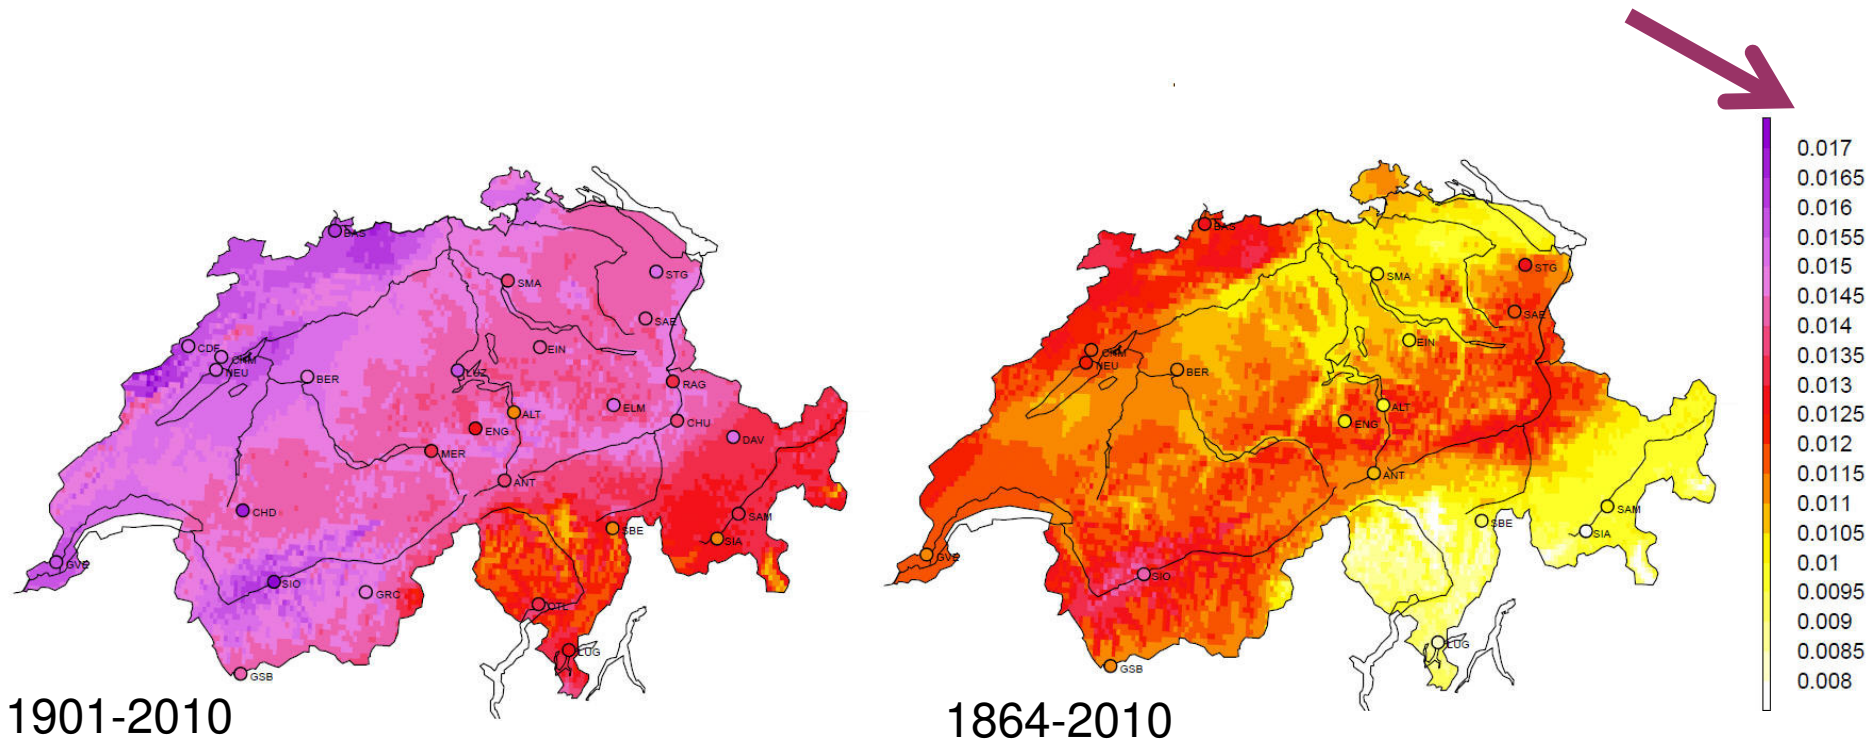 BAS
STG
SMA
SAE
CDF
CHM
NEU
EIN
BER
LUZ
RAG
ELM
ALT
CHU
ENG
DAV
MER
ANT
CHD
SAM
SBE
SIA
GVE
SIO
GRC
OTL
LUG
GSB
1901-2010
BAS
STG
SMA
SAE
EIN
CHM
NEU
BER
ALT
ENG
ANT
SAM
SBE
SIA
GVE
SIO
LUG
GSB
1864-2010
0.017
0.0165
0.016
0.0155
0.015
0.0145
0.014
0.0135
0.013
0.0125
0.012
0.0115
0.011
0.0105
0.01
0.0095
0.009
0.0085
0.008